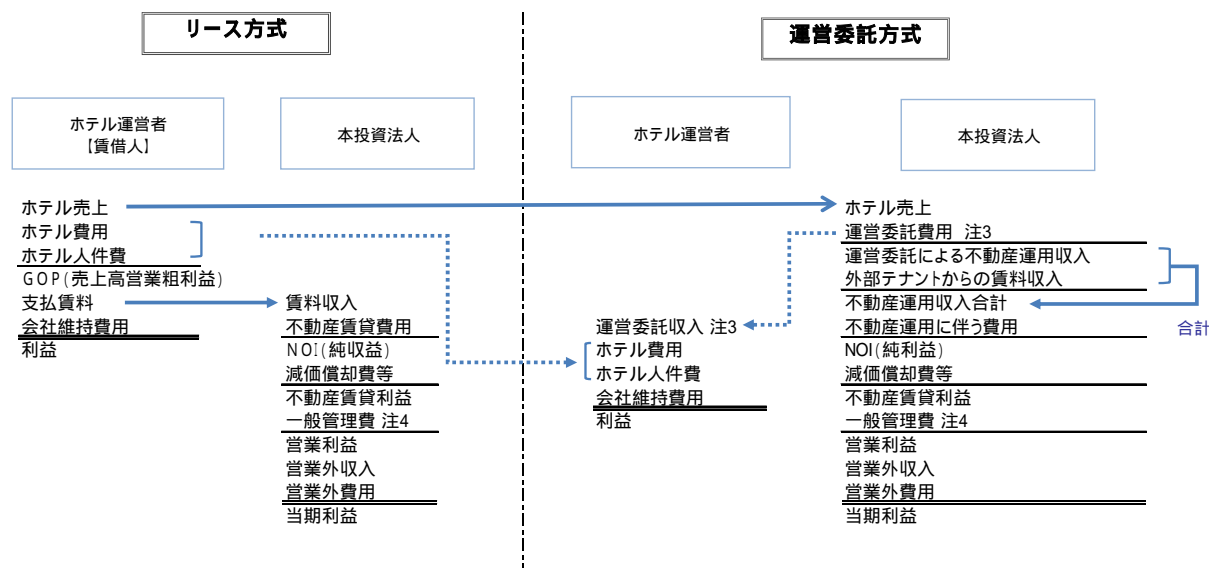 リース方式
運営委託方式
ホテル運営者
【賃借人】
本投資法人
ホテル運営者
本投資法人
ホテル売上
ホテル費用
ホテル人件費
GOP(売上高営業粗利益)
支払賃料
会社維持費用
利益
賃料収入
不動産賃貸費用
NOI(純収益)
減価償却費等
不動産賃貸利益
一般管理費 注4
営業利益
営業外収入
営業外費用
当期利益
運営委託収入 注3
ホテル費用
ホテル人件費
会社維持費用
利益
ホテル売上
運営委託費用 注3
運営委託による不動産運用収入
外部テナントからの賃料収入
不動産運用収入合計
不動産運用に伴う費用
NOI(純利益)
減価償却費等
不動産賃貸利益
一般管理費 注4
営業利益
営業外収入
営業外費用
当期利益
合計